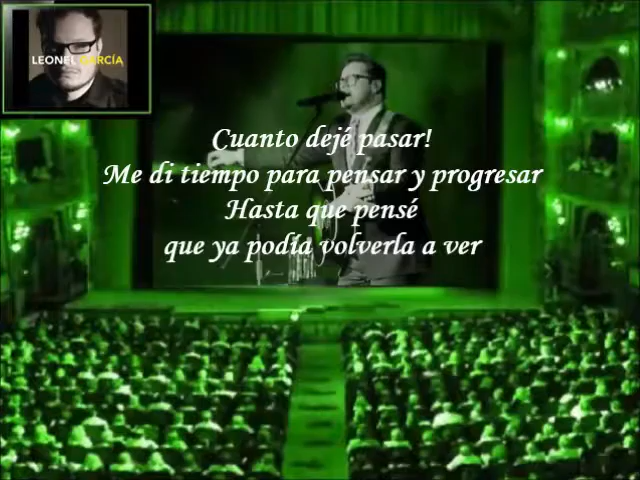 LEONEL GARCÍA
Cuanto dejé pasar!
Me di tiempo para pensar y progresar
Hasta que pensé
que ya podía volverla a ver